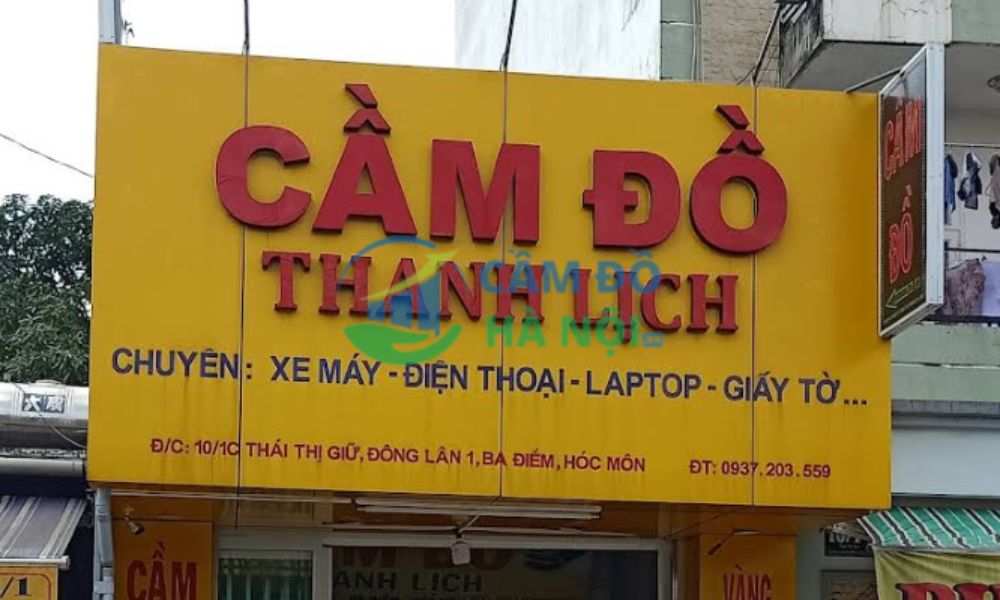 CẦM ĐỒ
THANH LỊCH
CHUYÊN: XE MÁY - ĐIỆN THOẠI - LAPTOP - GIẤY TỜ...
Đ/C: 10/1C THÁI THỊ GIỮ, ĐÔNG LÂN 1, BÀ ĐIỂM, HÓC MÔN ĐT: 0937.203.559
CẦM ĐỒ
HÀ NỘI
CẦM
ĐỒ
CẦM
VÀNG
ANH LỊCH
/1